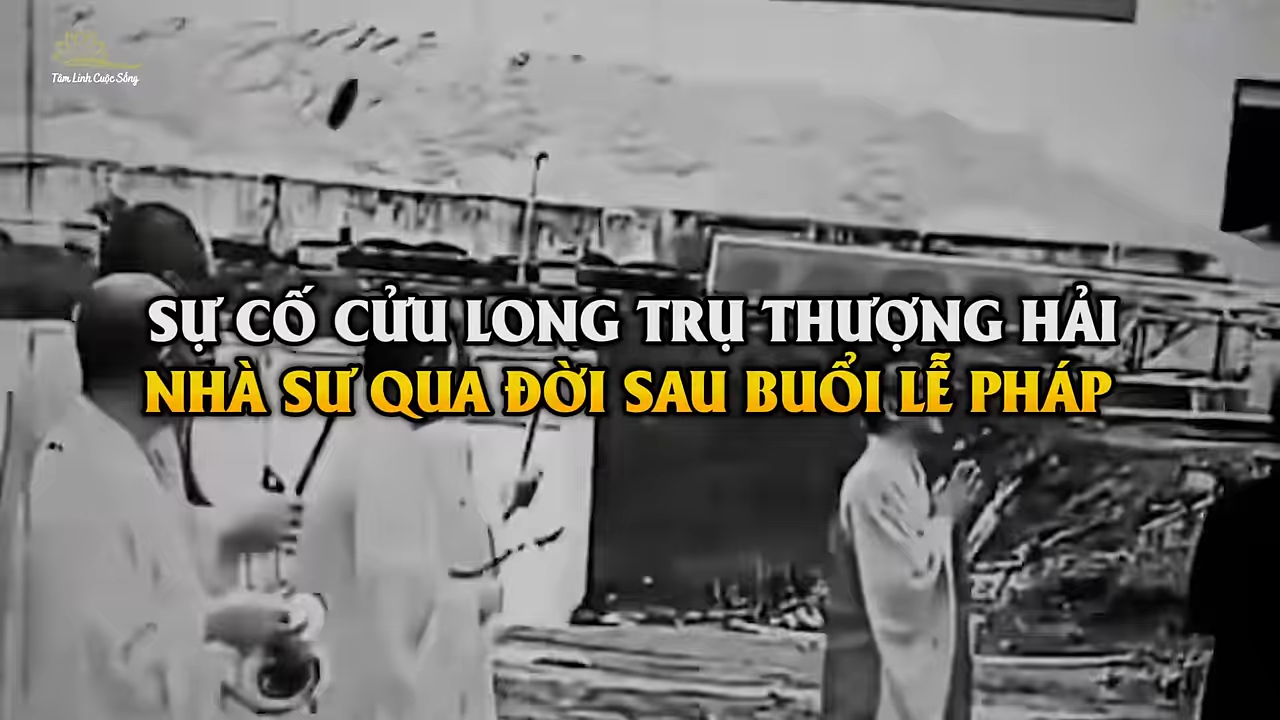 Tâm Linh Cuộc Sống
SỰ CỐ CỬU LONG TRỤ THƯỢNG HẢI
NHÀ SƯ QUA ĐỜI SAU BUỔI LỄ PHÁP